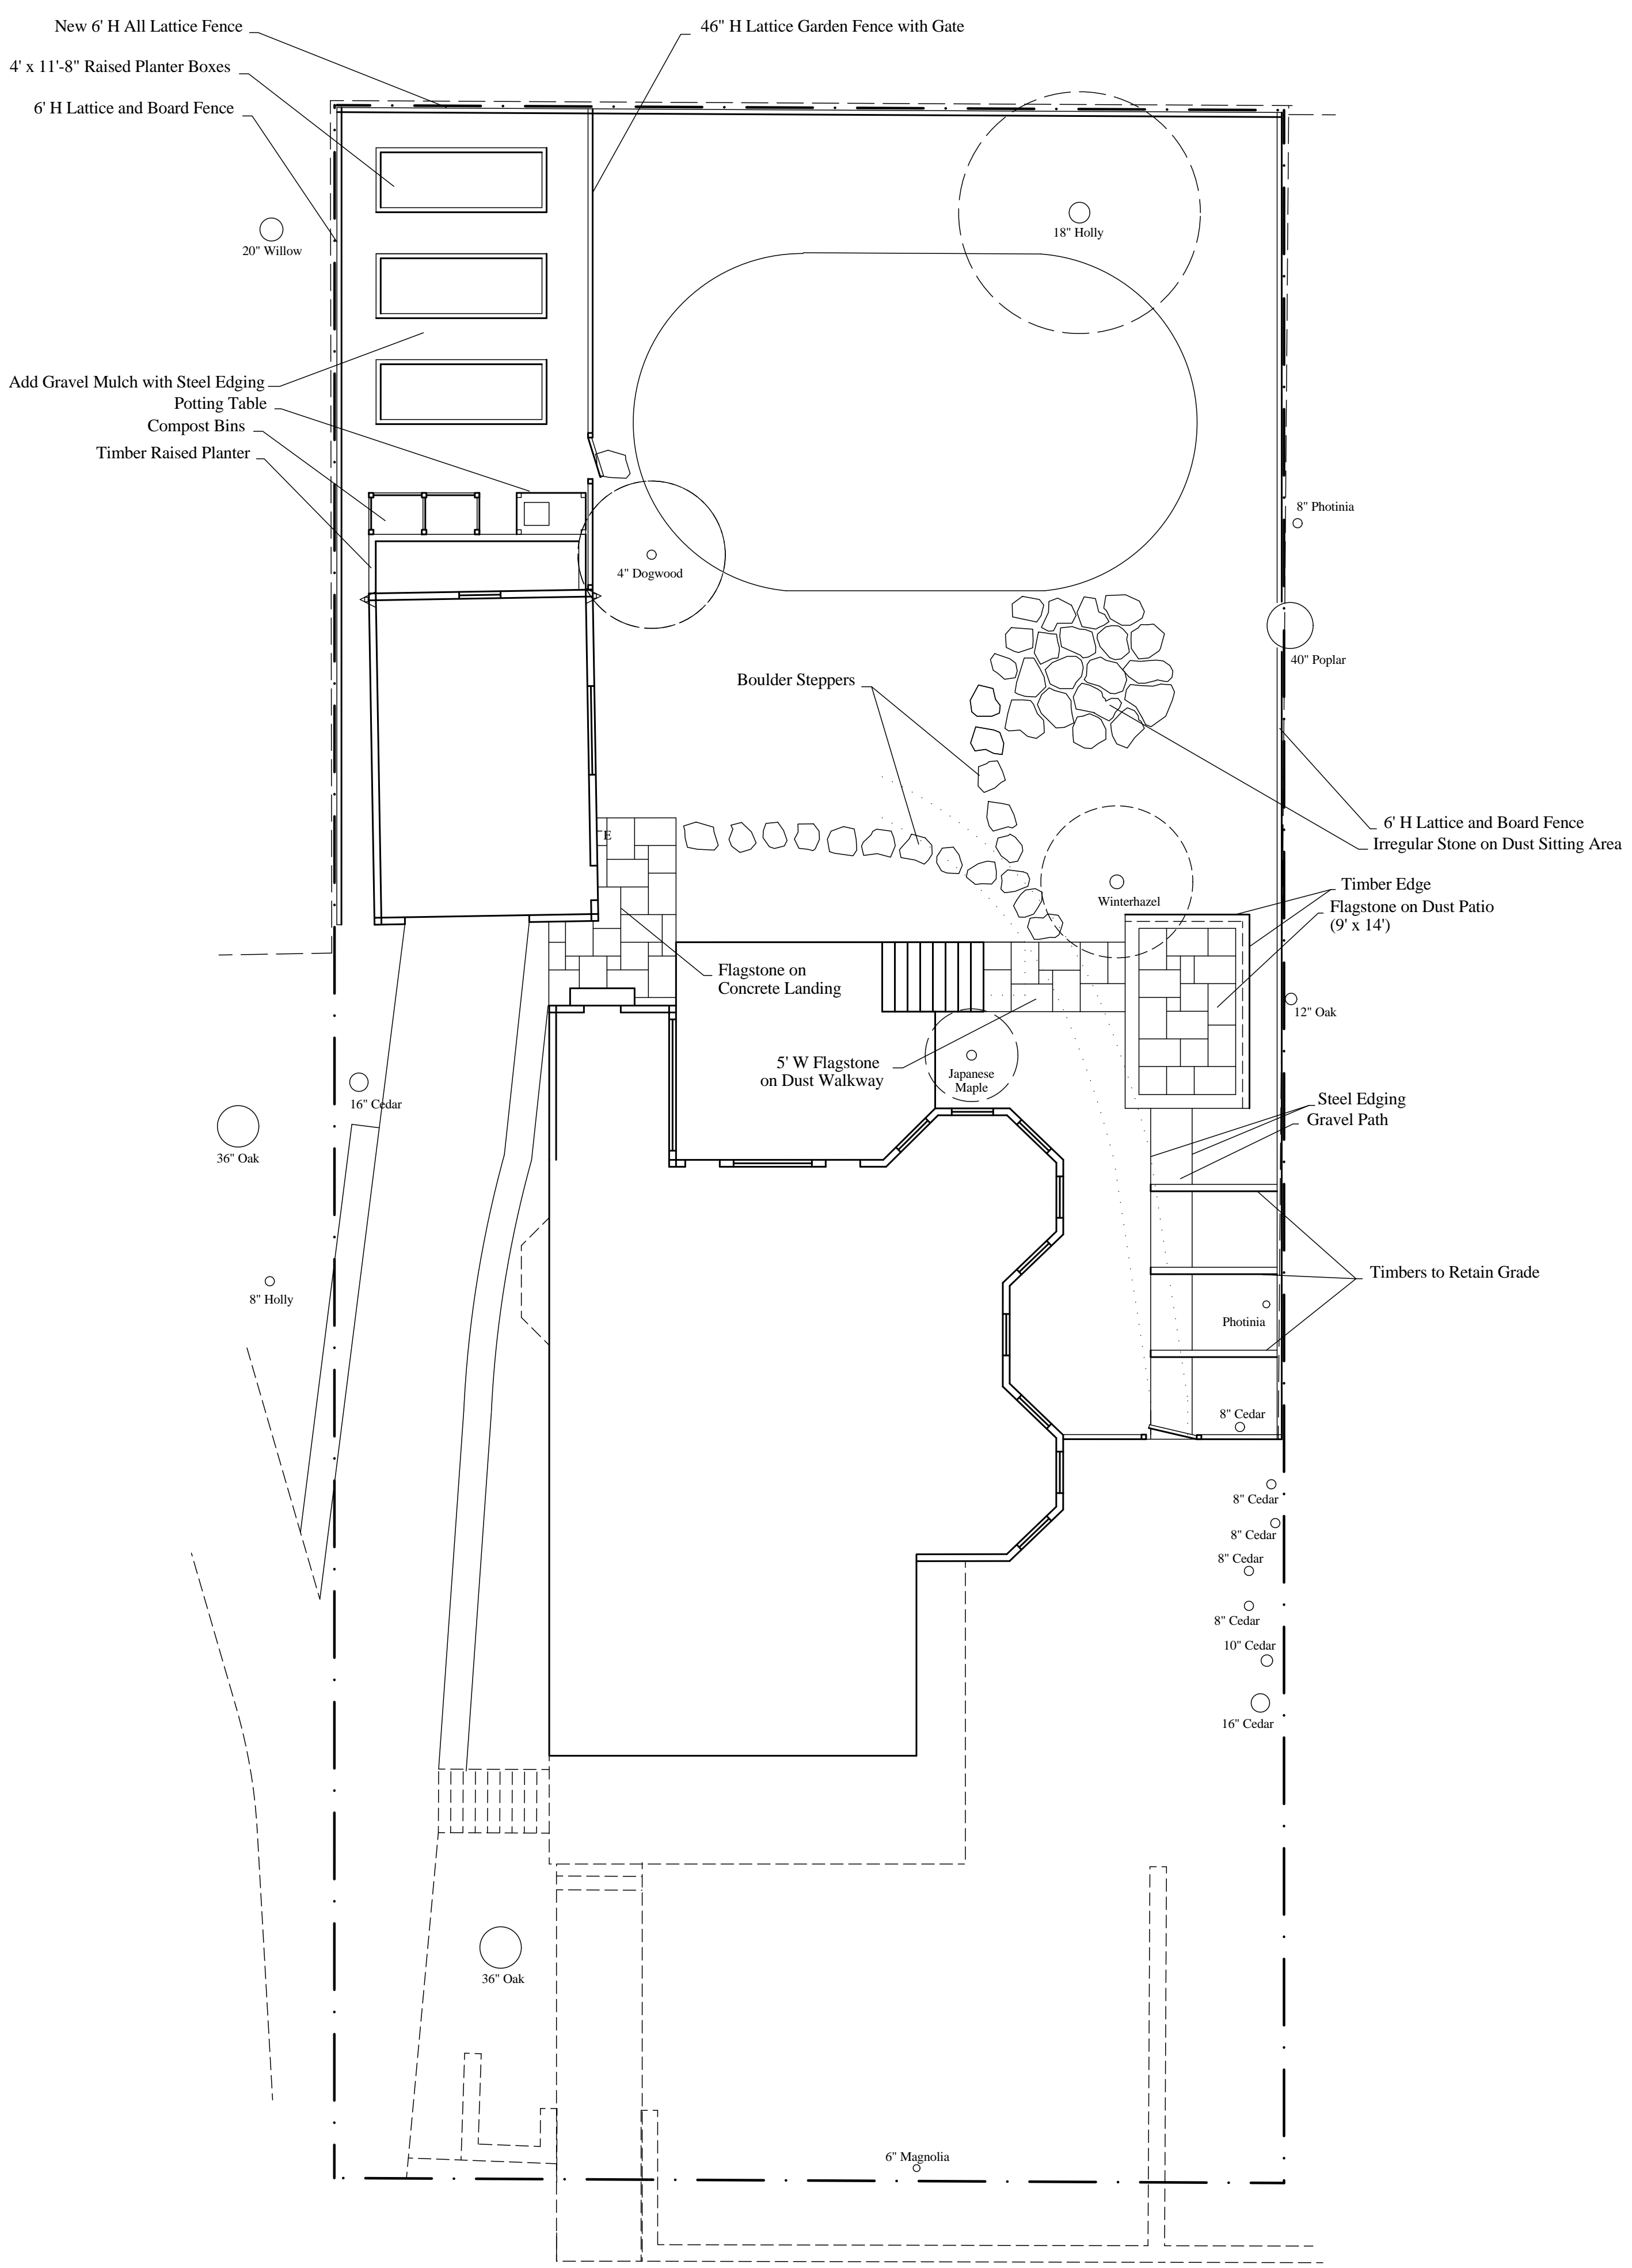 New 6' H All Lattice Fence
46" H Lattice Garden Fence with Gate
4' x 11'-8" Raised Planter Boxes
6' H Lattice and Board Fence
18" Holly
20" Willow
Add Gravel Mulch with Steel Edging
Potting Table
Compost Bins
Timber Raised Planter
8" Photinia
4" Dogwood
40" Poplar
Boulder Steppers
6' H Lattice and Board Fence
E
Irregular Stone on Dust Sitting Area
Timber Edge
Winterhazel
Flagstone on Dust Patio
(9' x 14')
Flagstone on
Concrete Landing
12" Oak
5' W Flagstone
on Dust Walkway
Japanese
Maple
16" Cedar
Steel Edging
Gravel Path
36" Oak
Timbers to Retain Grade
8" Holly
Photinia
8" Cedar
8" Cedar
8" Cedar
8" Cedar
8" Cedar
10" Cedar
16" Cedar
36" Oak
6" Magnolia